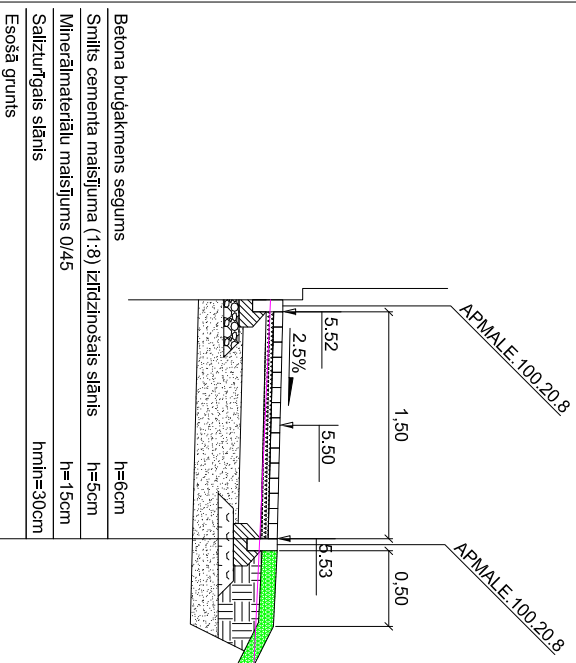 APMALE.100.20.8
APMALE.100.20.8
1,50
0,50
5.52
5.50
5.53
2.5%
Betona bruģakmens segums h=6cm
Smilts cementa maisījuma (1:8) izlīdzinošais slānis h=5cm
Minerālmateriālu maisījums 0/45 h=15cm
Salizturīgais slānis hmin=30cm
Esošā grunts